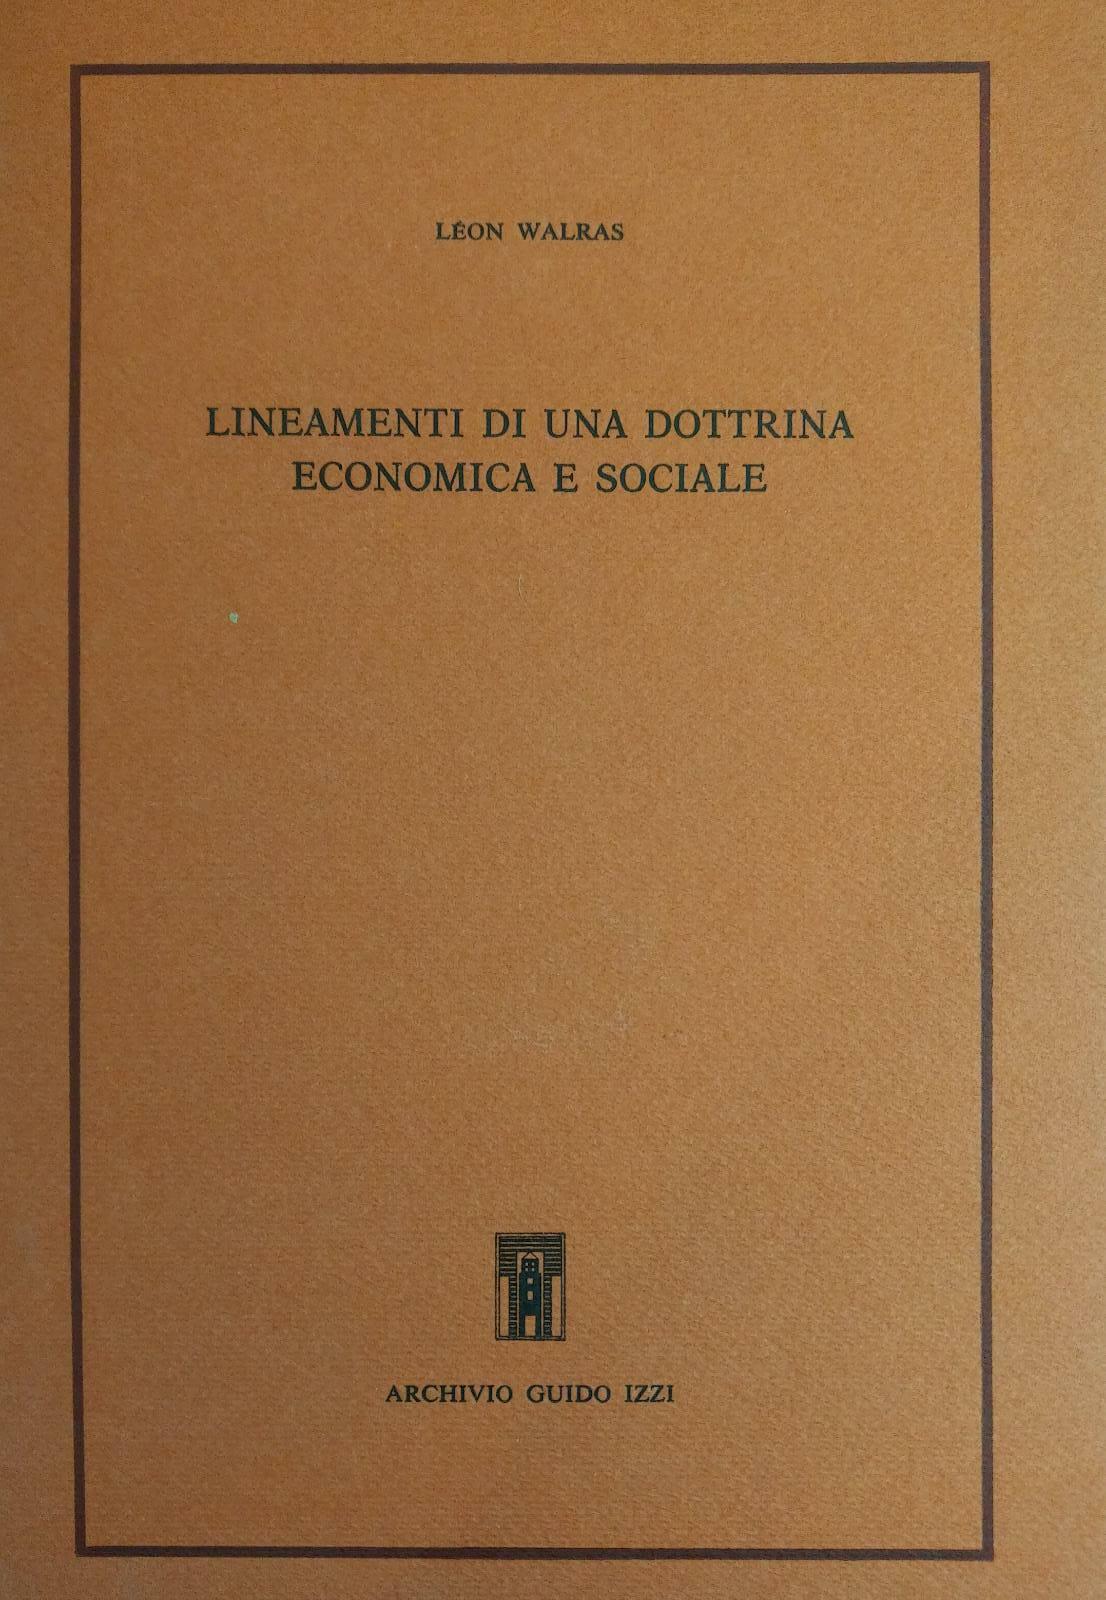 LÉON WALRAS
LINEAMENTI DI UNA DOTTRINA
ECONOMICA E SOCIALE
ARCHIVIO GUIDO IZZI